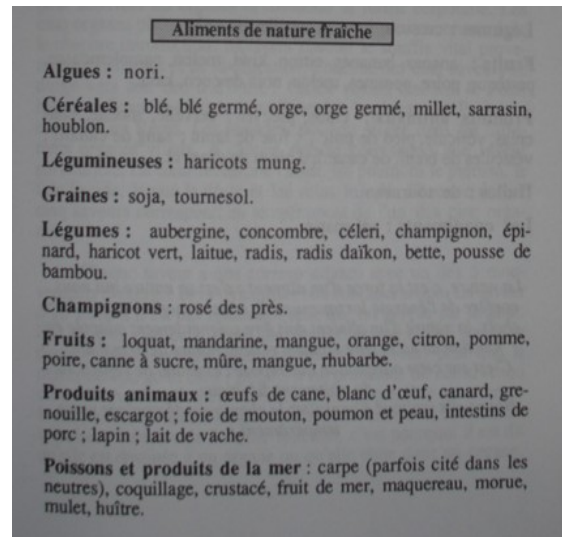 Aliments de nature fraîche
Algues : nori.
Céréales : blé, blé germé, orge, orge germé, millet, sarrasin,
houblon.
Légumineuses : haricots mung.
Graines : soja, tournesol.
Légumes : aubergine, concombre, céleri, champignon, épi-
nard, haricot vert, laitue, radis, radis daïkon, bette, pousse de
bambou.
Champignons : rosé des près.
Fruits : loquat, mandarine, mangue, orange, citron, pomme,
poire, canne à sucre, mûre, mangue, rhubarbe.
Produits animaux : œufs de cane, blanc d'œuf, canard, gre-
nouille, escargot ; foie de mouton, poumon et peau, intestins de
porc ; lapin ; lait de vache.
Poissons et produits de la mer : carpe (parfois cité dans les
neutres), coquillage, crustacé, fruit de mer, maquereau, morue,
mulet, huître.